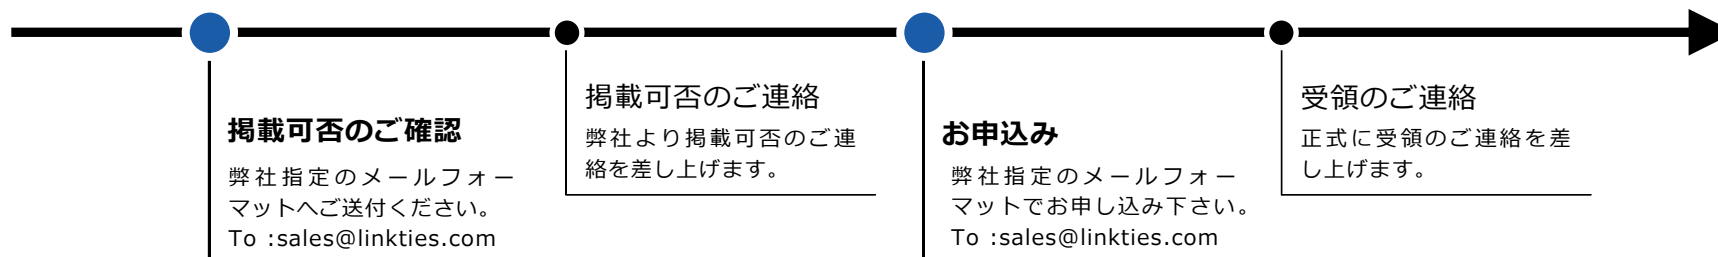 掲載可否のご確認
弊社指定のメールフォー
マットへご送付ください。
To :sales@linkties.com
掲載可否のご連絡
弊社より掲載可否のご連
絡を差し上げます。
お申込み
弊社指定のメールフォー
マットでお申し込み下さい。
To :sales@linkties.com
受領のご連絡
正式に受領のご連絡を差
し上げます。